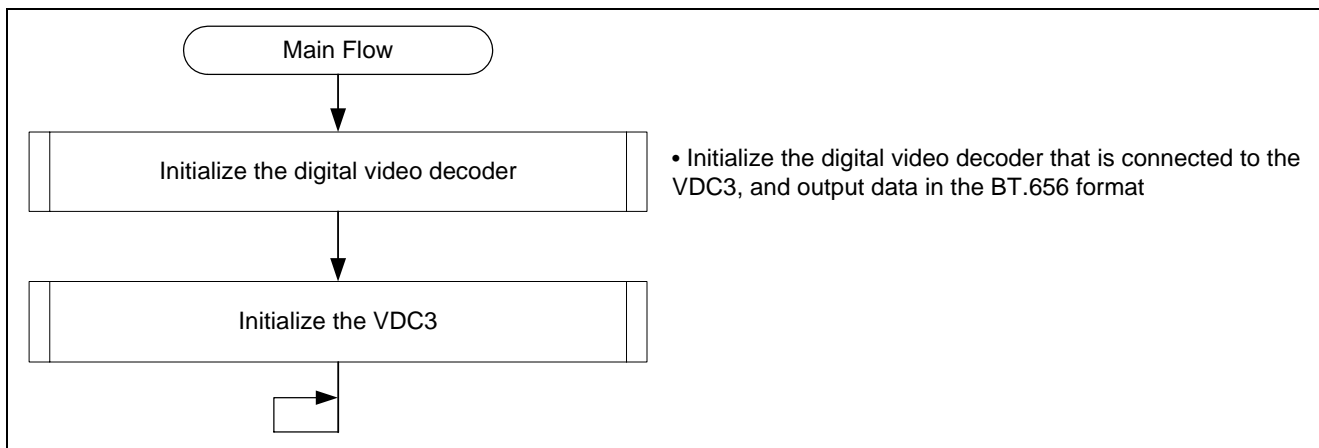 Main Flow
Initialize the digital video decoder
• Initialize the digital video decoder that is connected to the
VDC3, and output data in the BT.656 format
Initialize the VDC3